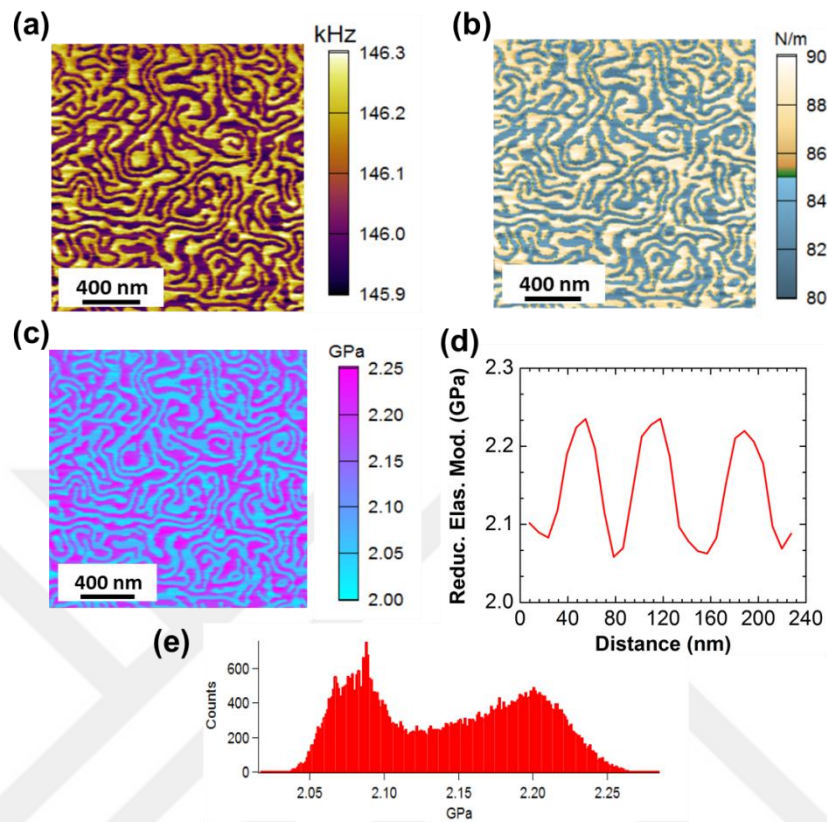 (a)
kHz
146.3
146.2
146.1
146.0
145.9
400 nm
(b)
N/m
90
88
86
84
82
80
400 nm
(c)
GPa
2.25
2.20
2.15
2.10
2.05
2.00
400 nm
(d)
Reduc. Elas. Mod. (GPa)
2.3
2.2
2.1
2.0
0 40 80 120 160 200 240
Distance (nm)
(e)
Counts
600
400
200
0
2.05 2.10 2.15 2.20 2.25
GPa